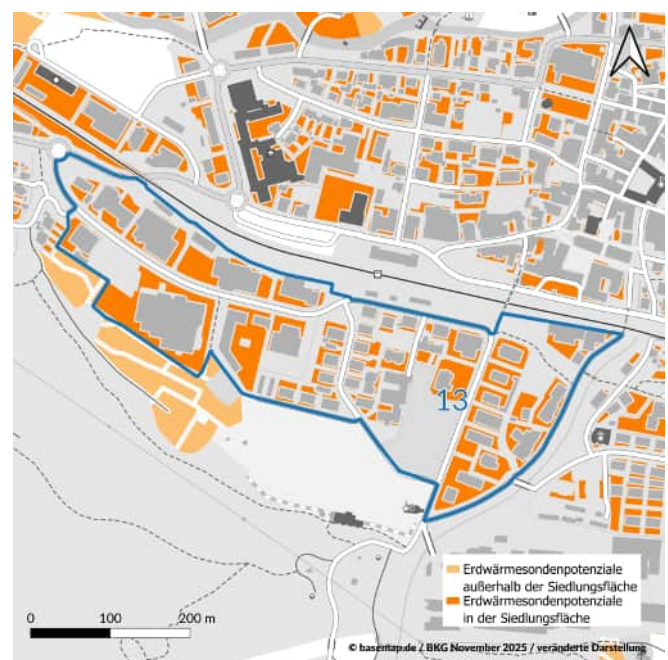 13
Erdwärmesondenpotenziale
außerhalb der Siedlungsfläche
Erdwärmesondenpotenziale
in der Siedlungsfläche
0 100 200 m
© basemap.de / BKG November 2025 / veränderte Darstellung